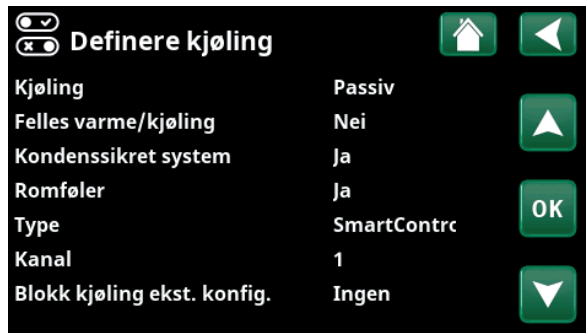 Definere kjøling
Kjøling Passiv
Felles varme/kjøling Nei
Kondenssikret system Ja
Romføler Ja
Type SmartContrc
Kanal 1
Blokk kjøling ekst. konfig. Ingen
OK